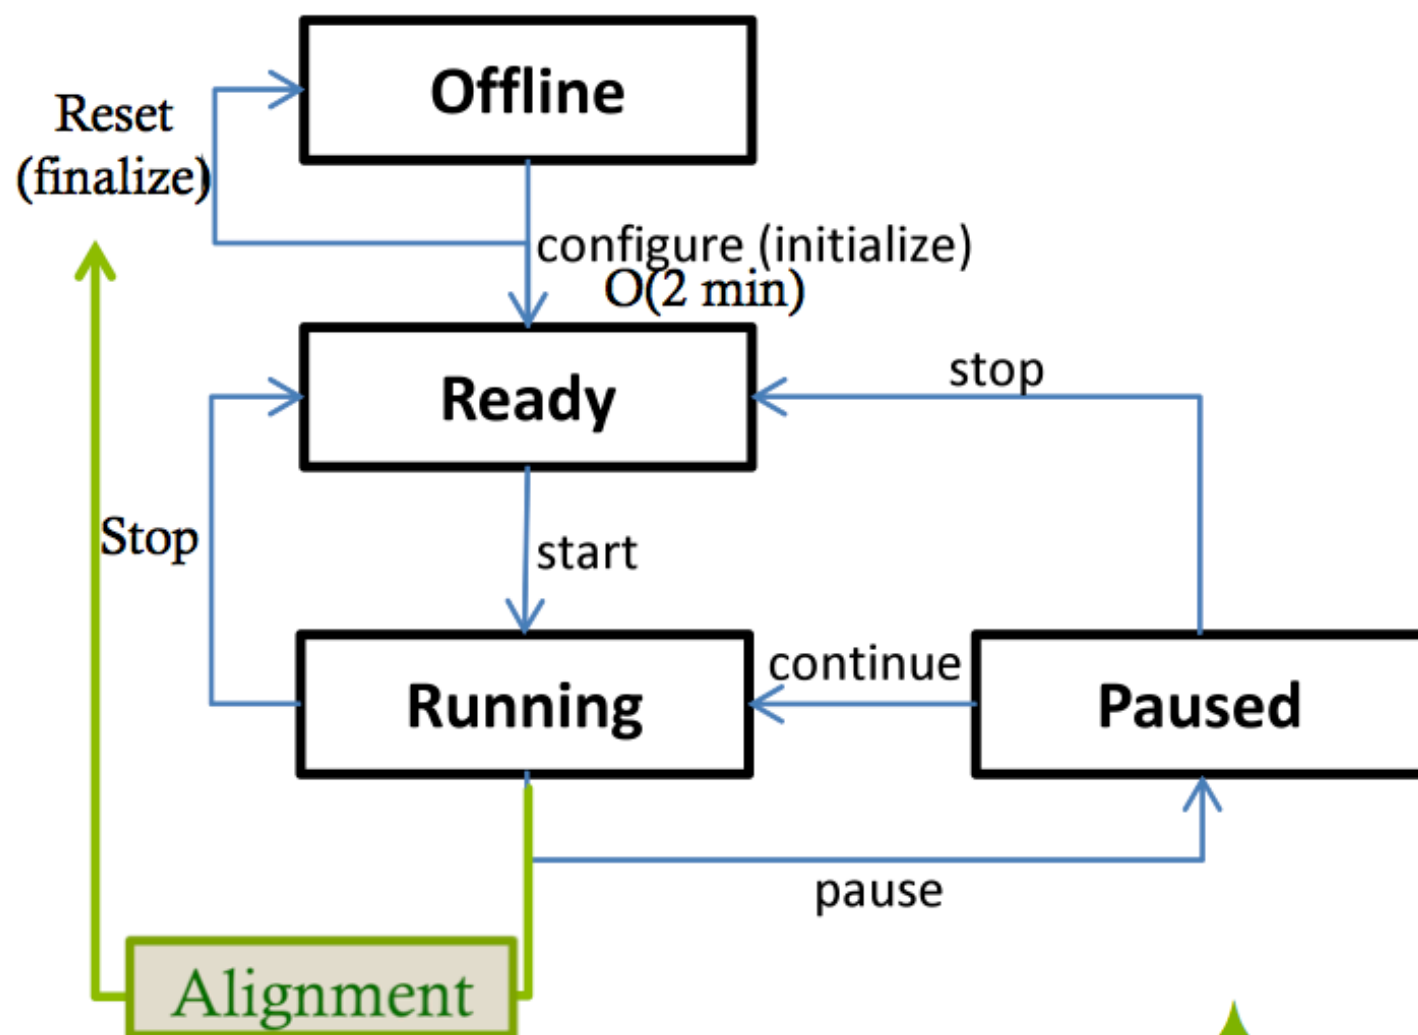 Offline
Reset
(finalize)
configure (initialize)
O(2 min)
Ready
stop
Stop
start
continue
Running
Paused
pause
Alignment